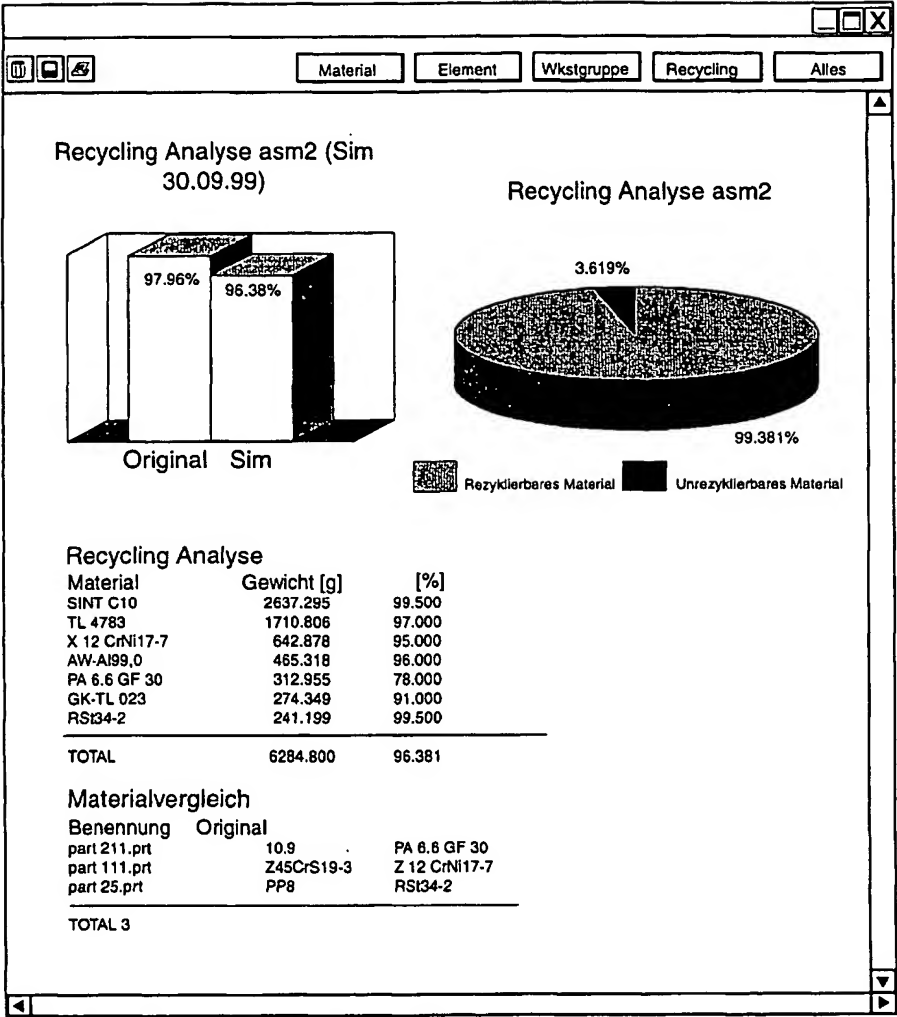 X
Material Element Wkstgruppe Recycling Alles
Recycling Analyse asm2 (Sim
30.09.99)
97.96%
96.38%
Original Sim
Recycling Analyse asm2
3.619%
99.381%
Rezyklierbares Material Unrezyklierbares Material
Recycling Analyse
Material Gewicht [g] [%]
SINT C10 2637.295 99.500
TL 4783 1710.806 97.000
X 12 CrNi17-7 642.878 95.000
AW-Al99,0 465.318 96.000
PA 6.6 GF 30 312.955 78.000
GK-TL 023 274.349 91.000
RSt34-2 241.199 99.500
TOTAL 6284.800 96.381
Materialvergleich
Benennung Original
part 211.prt 10.9 PA 6.6 GF 30
part 111.prt Z45CrS19-3 Z 12 CrNi17-7
part 25.prt PP8 RSt34-2
TOTAL 3